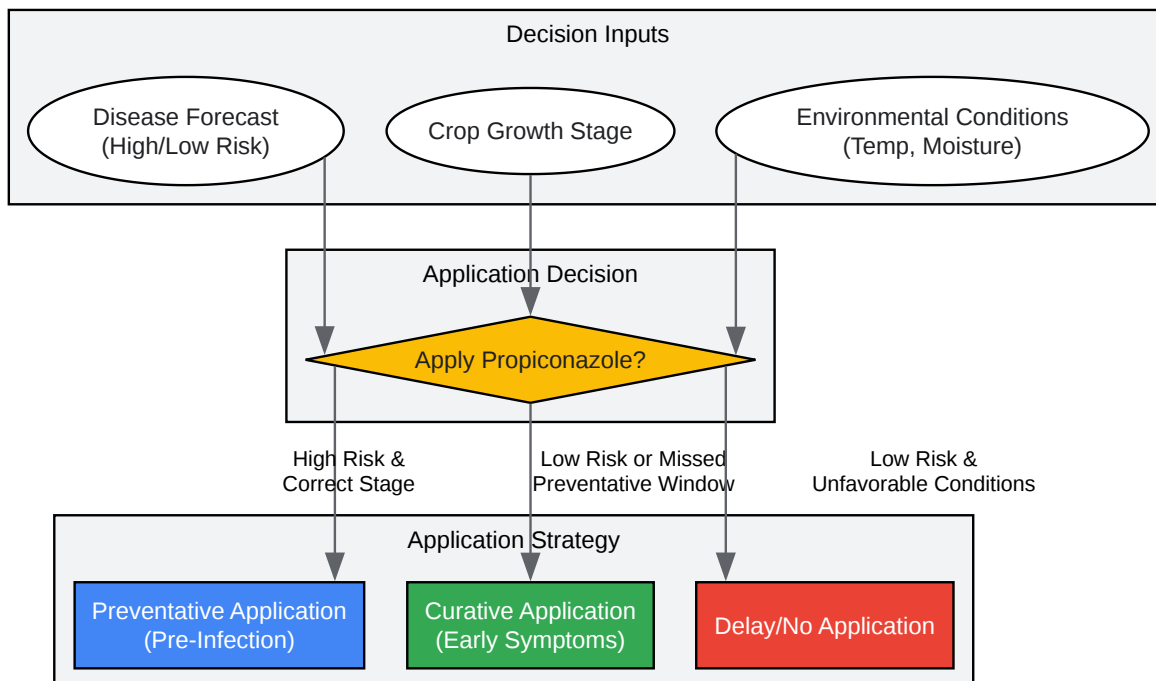 Decision Inputs
Disease Forecast
(High/Low Risk)
Crop Growth Stage
Environmental Conditions
(Temp, Moisture)
Application Decision
Apply Propiconazole?
High Risk &
Correct Stage
Low Risk or Missed
Preventative Window
Low Risk &
Unfavorable Conditions
Application Strategy
Preventative Application
(Pre-Infection)
Curative Application
(Early Symptoms)
Delay/No Application